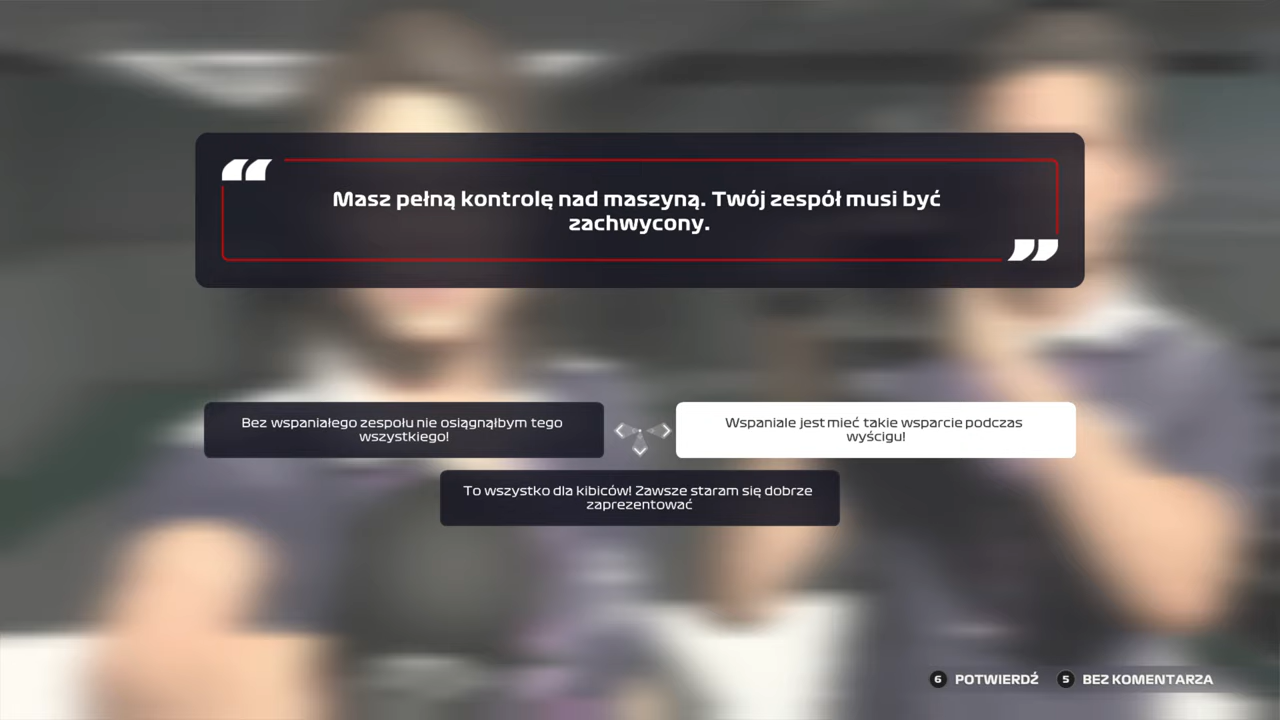 Masz pełną kontrolę nad maszyną. Twój zespół musi być
zachwycony.
Bez wspaniałego zespołu nie osiągnąłbym tego
wszystkiego!
Wspaniale jest mieć takie wsparcie podczas
wyścigu!
To wszystko dla kibiców! Zawsze staram się dobrze
zaprezentować
6 POTWIERDŹ 5 BEZ KOMENTARZA